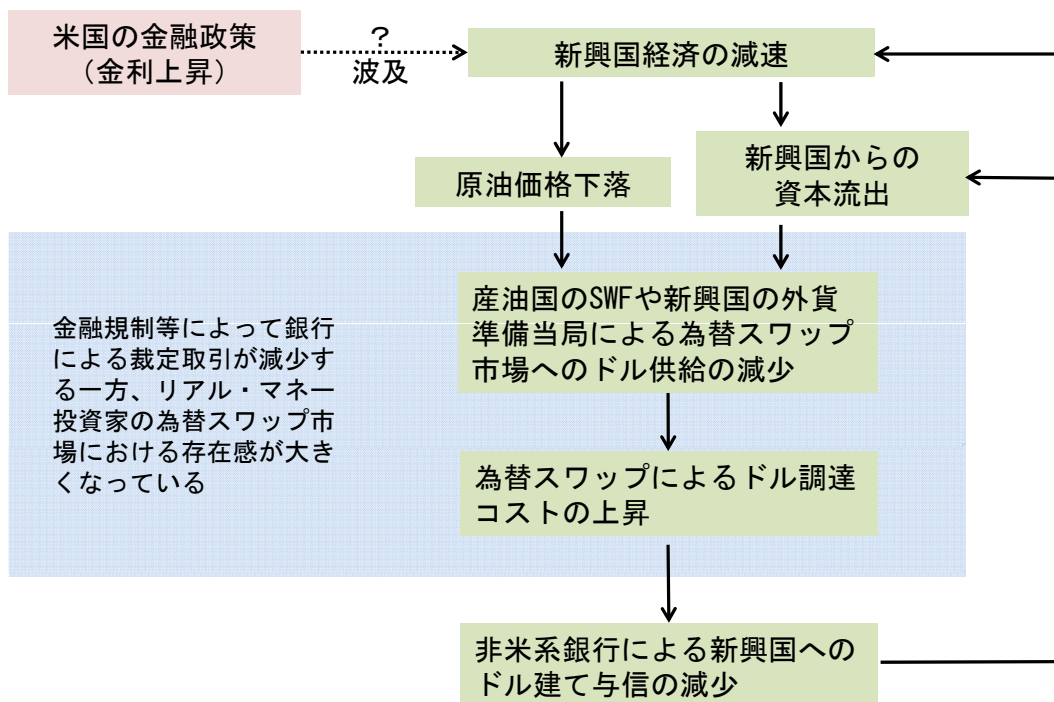 米国の金融政策
（金利上昇）
？
波及
新興国経済の減速
原油価格下落
新興国からの
資本流出
金融規制等によって銀行
による裁定取引が減少す
る一方、リアル・マネー
投資家の為替スワップ市
場における存在感が大き
くなっている
産油国のSWFや新興国の外貨
準備当局による為替スワップ
市場へのドル供給の減少
為替スワップによるドル調達
コストの上昇
非米系銀行による新興国への
ドル建て与信の減少